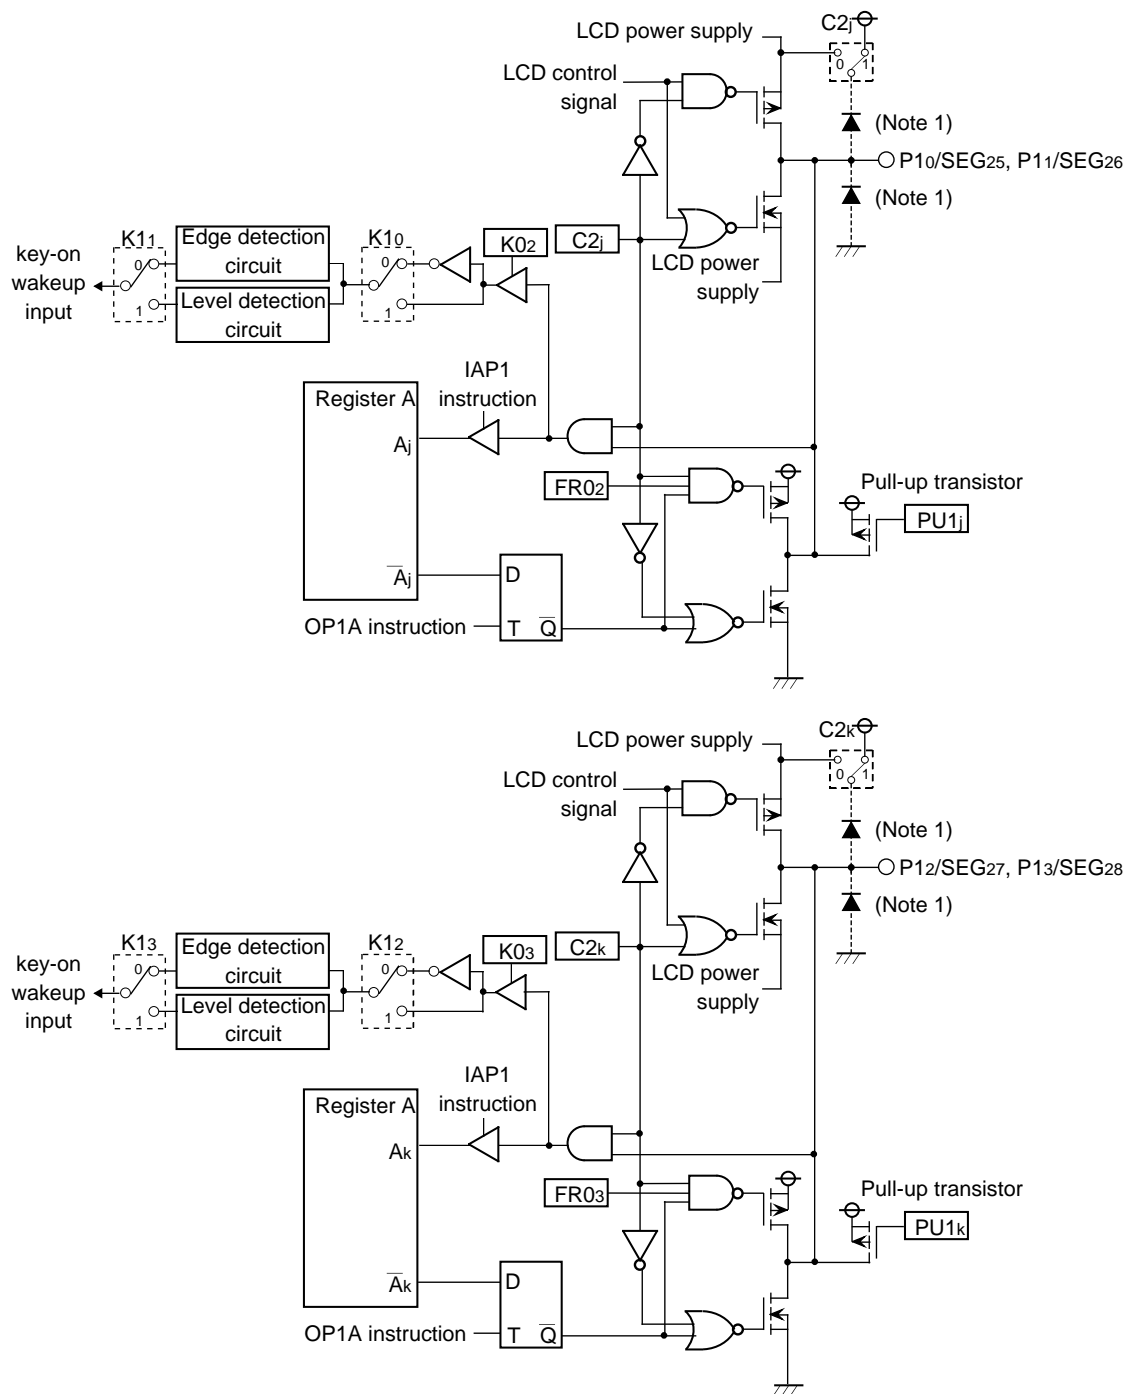 LCD power supply
C2j
0 1
LCD control
signal
(Note 1)
P10/SEG25, P11/SEG26
(Note 1)
key-on
wakeup
input
K11
0
1
Edge detection
circuit
Level detection
circuit
K10
0
1
K02
C2j
LCD power
supply
IAP1
instruction
Register A
Aj
FR02
Pull-up transistor
PU1j
A̅j
D
T Q̅
OP1A instruction
LCD power supply
C2k
0 1
LCD control
signal
(Note 1)
P12/SEG27, P13/SEG28
(Note 1)
key-on
wakeup
input
K13
0
1
Edge detection
circuit
Level detection
circuit
K12
0
1
K03
C2k
LCD power
supply
IAP1
instruction
Register A
Ak
FR03
Pull-up transistor
PU1k
A̅k
D
T Q̅
OP1A instruction